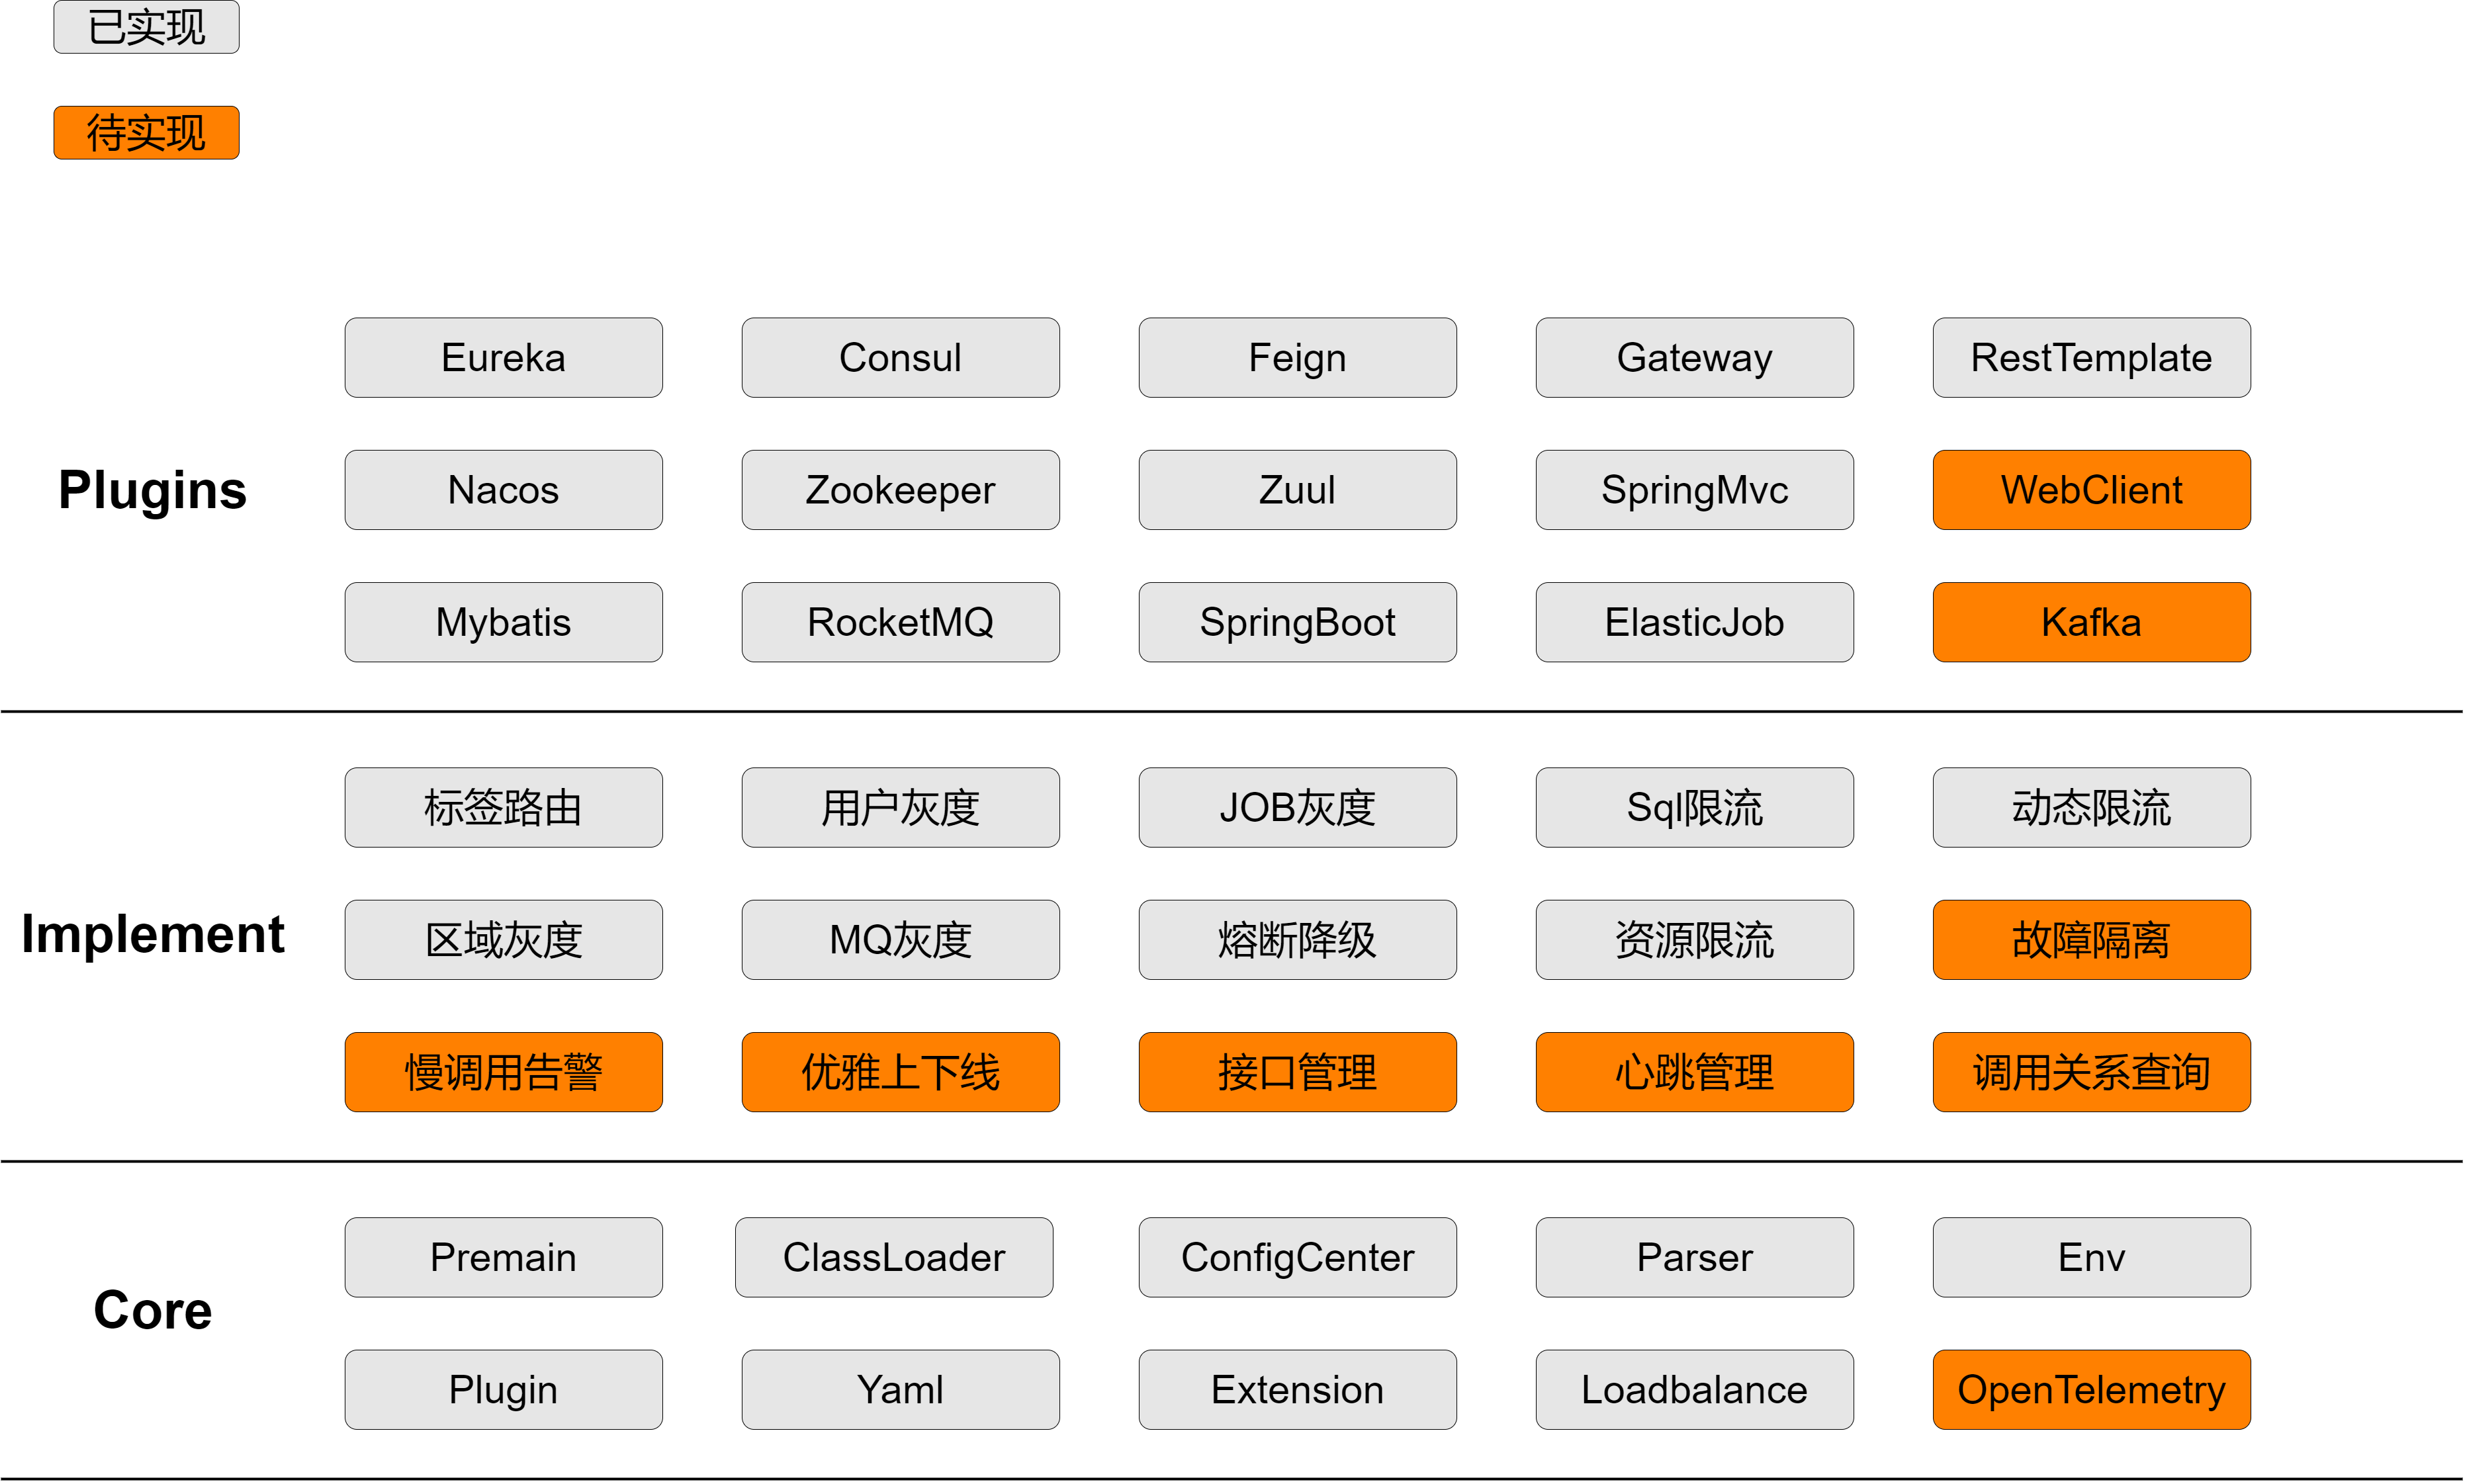 已实现
待实现
Eureka
Consul
Feign
Gateway
RestTemplate
Plugins
Nacos
Zookeeper
Zuul
SpringMvc
WebClient
Mybatis
RocketMQ
SpringBoot
ElasticJob
Kafka
标签路由
用户灰度
JOB灰度
Sql限流
动态限流
Implement
区域灰度
MQ灰度
熔断降级
资源限流
故障隔离
慢调用告警
优雅上下线
接口管理
心跳管理
调用关系查询
Premain
ClassLoader
ConfigCenter
Parser
Env
Core
Plugin
Yaml
Extension
Loadbalance
OpenTelemetry